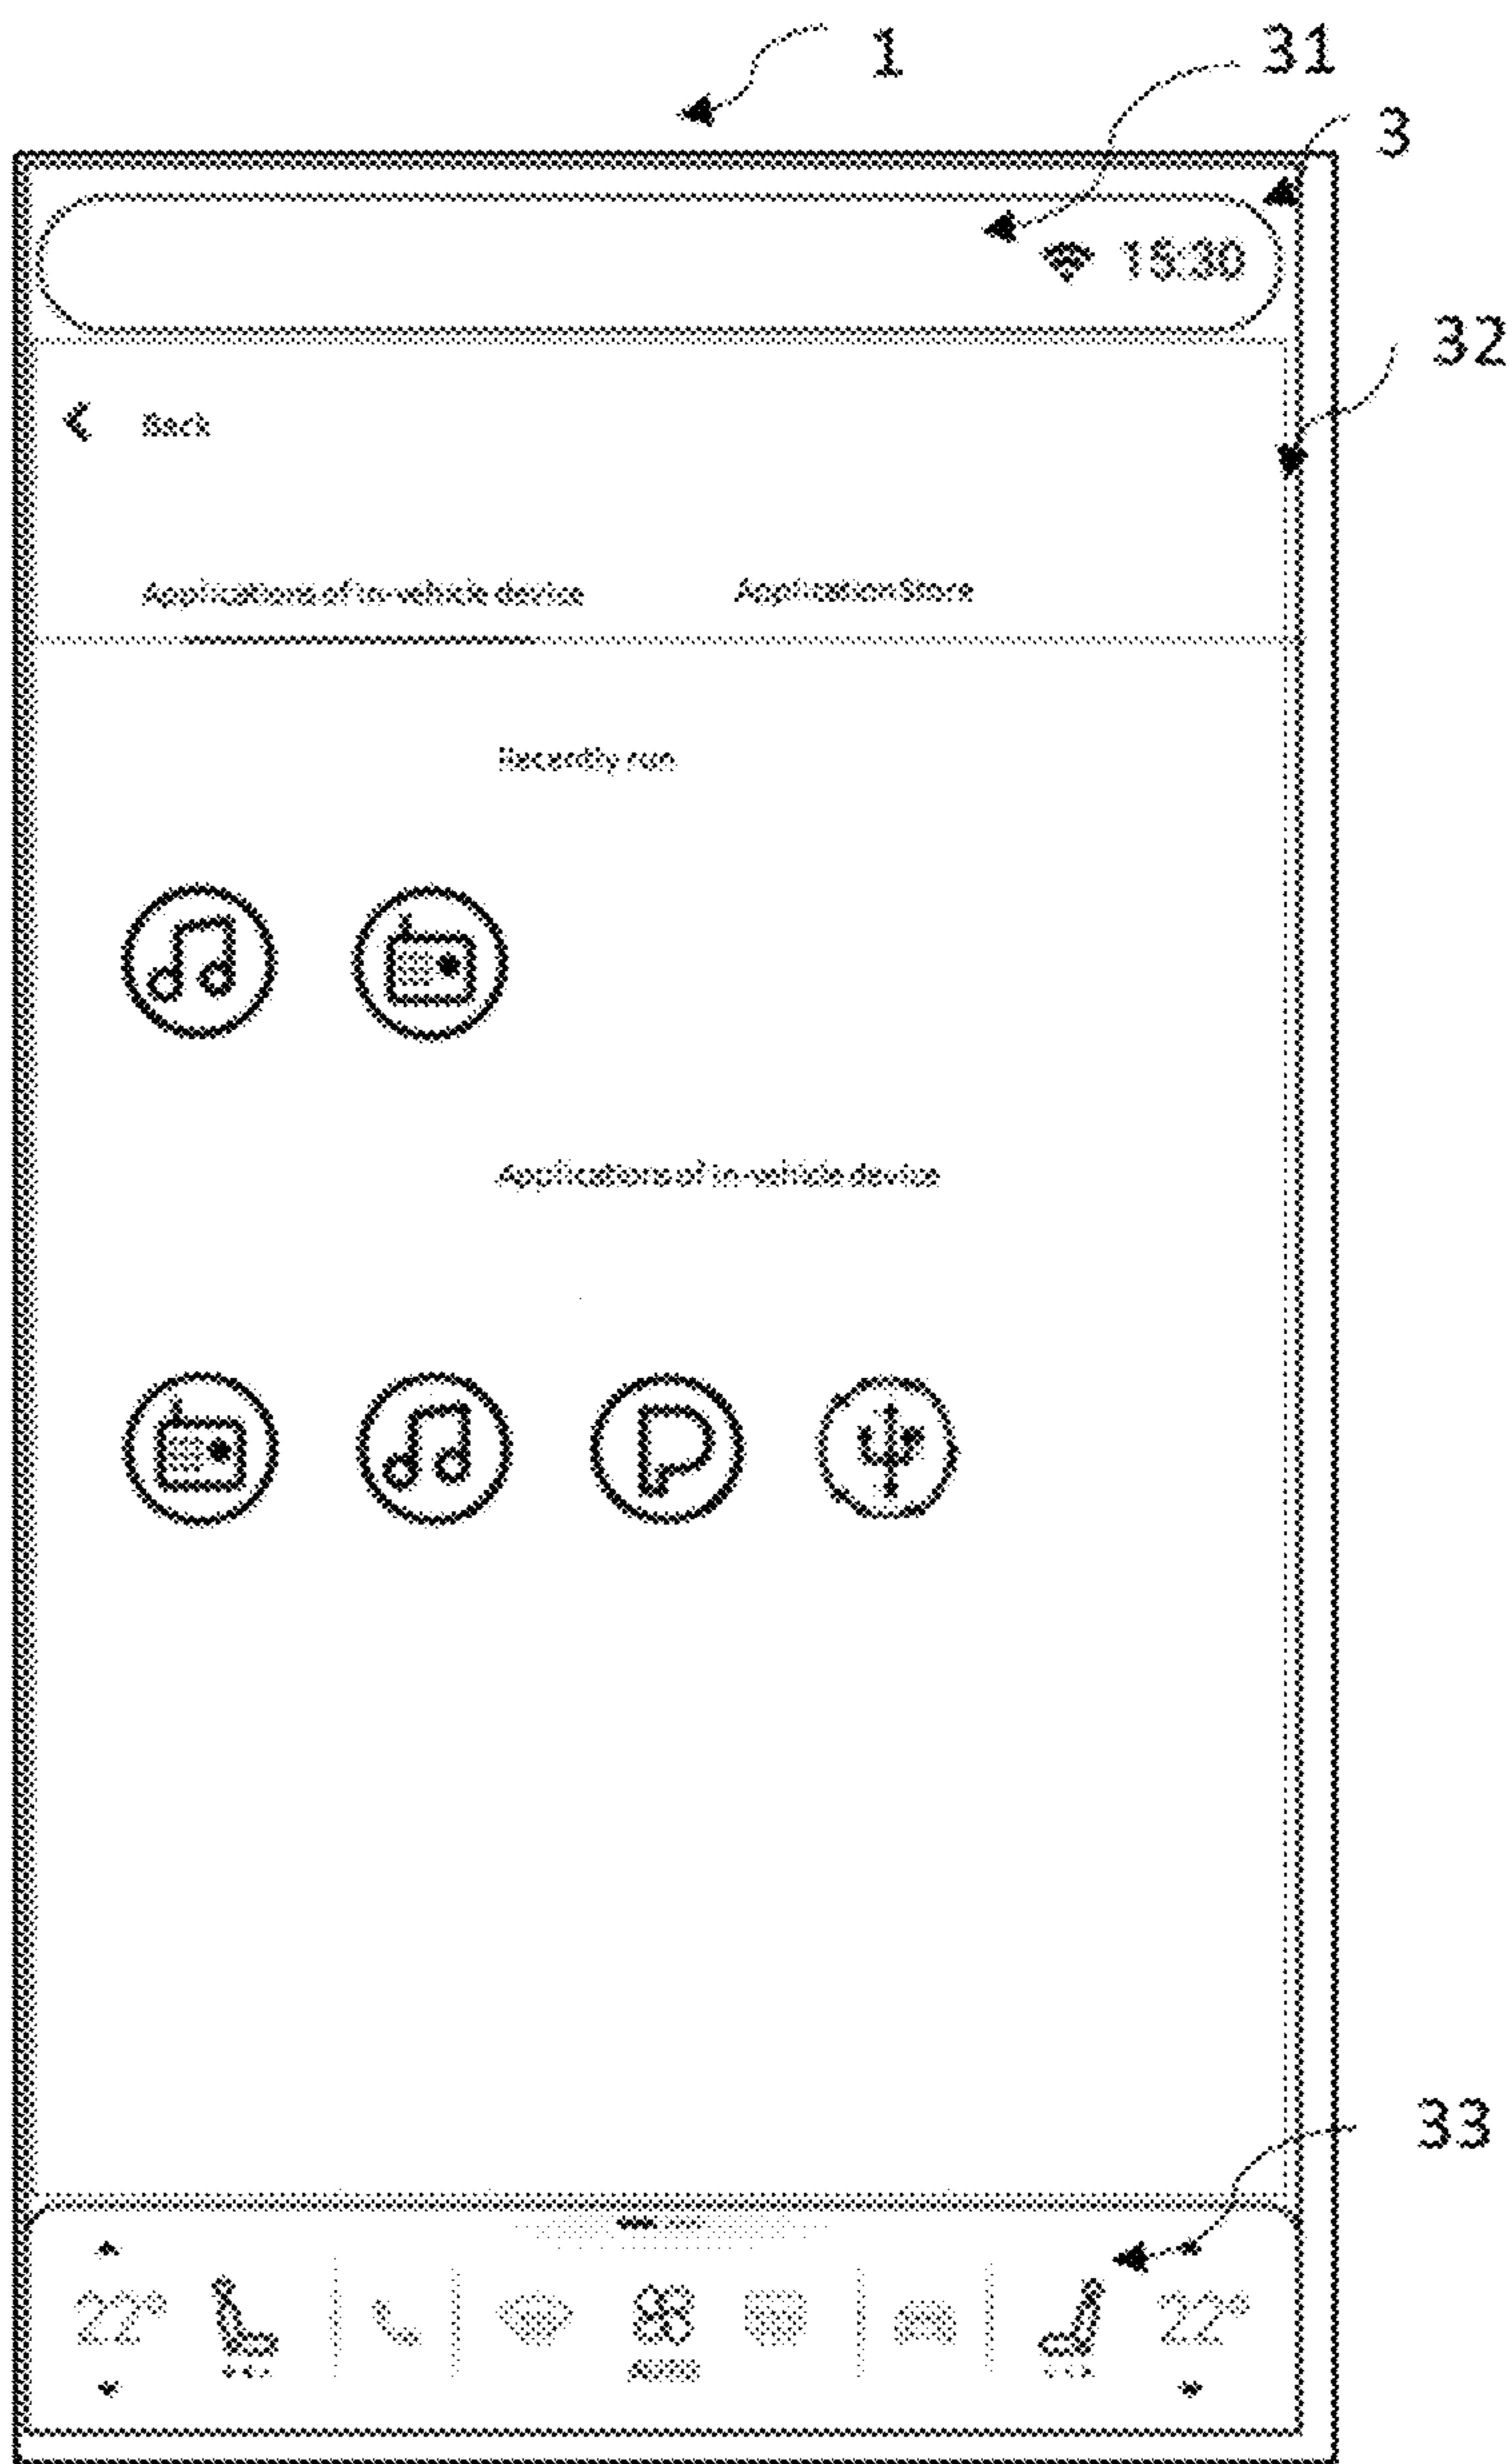 1
31
3
15:30
32
Back
Applications of in-vehicle device Application Store
Recently run
Applications of in-vehicle device
33
22° 22°
AUTO